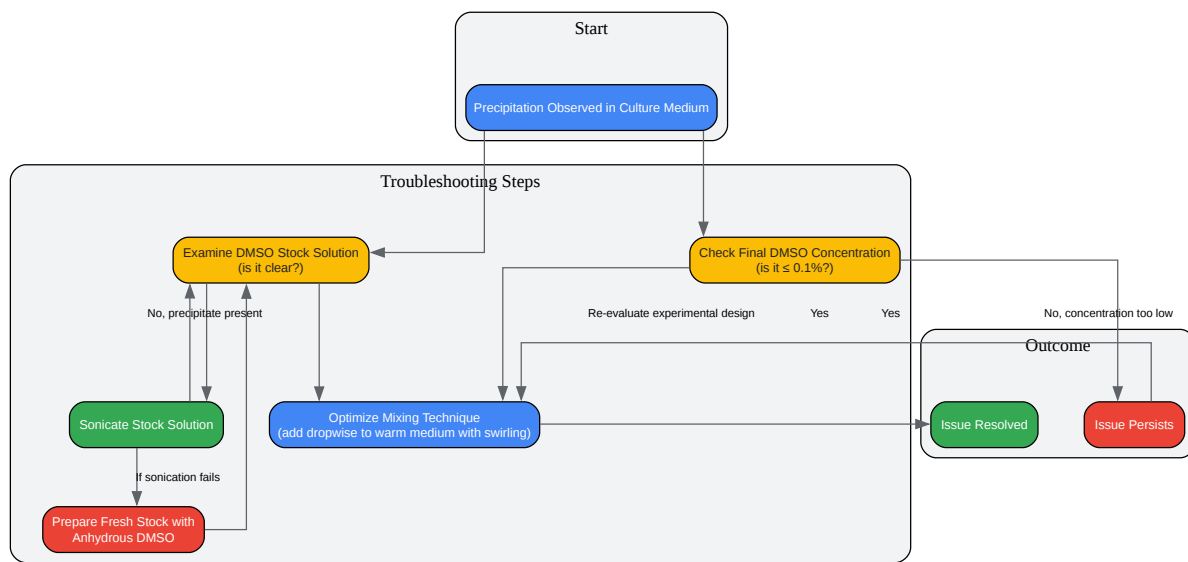 Start
Precipitation Observed in Culture Medium
Troubleshooting Steps
Examine DMSO Stock Solution
(is it clear?)
Check Final DMSO Concentration
(is it ≤ 0.1%?)
No, precipitate present
Re-evaluate experimental design
Yes
Yes
No, concentration too low
Outcome
Sonicate Stock Solution
Optimize Mixing Technique
(add dropwise to warm medium with swirling)
Issue Resolved
Issue Persists
If sonication fails
Prepare Fresh Stock with
Anhydrous DMSO